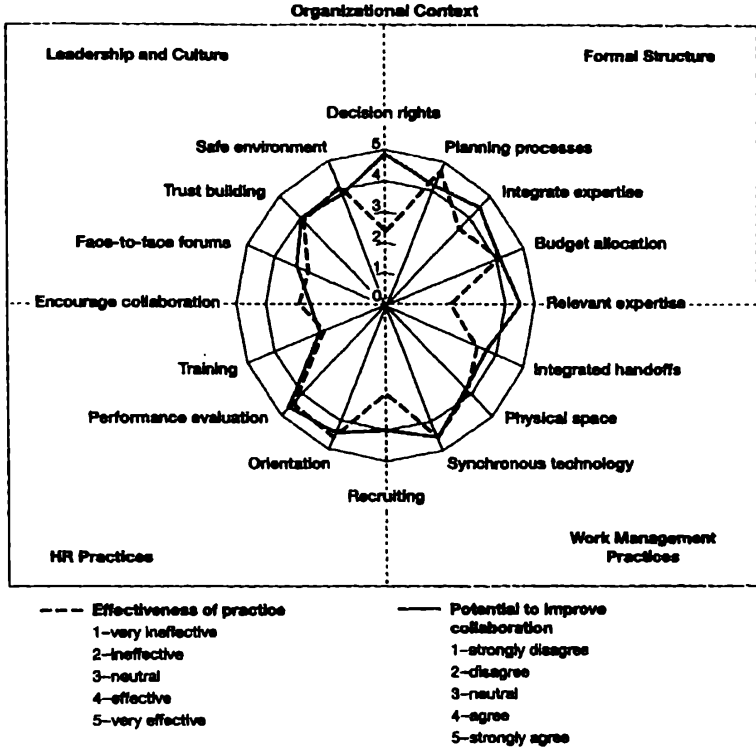 Organizational Context
Leadership and Culture
Formal Structure
Decision rights
Safe environment
Planning processes
Trust building
Integrate expertise
Face-to-face forums
Budget allocation
Encourage collaboration
Relevant expertise
Training
Integrated handoffs
Performance evaluation
Physical space
Orientation
Synchronous technology
Recruiting
5
4
3
2
1
0
HR Practices
Work Management
Practices
Effectiveness of practice
1–very ineffective
2–ineffective
3–neutral
4–effective
5–very effective
Potential to improve
collaboration
1–strongly disagree
2–disagree
3–neutral
4–agree
5–strongly agree